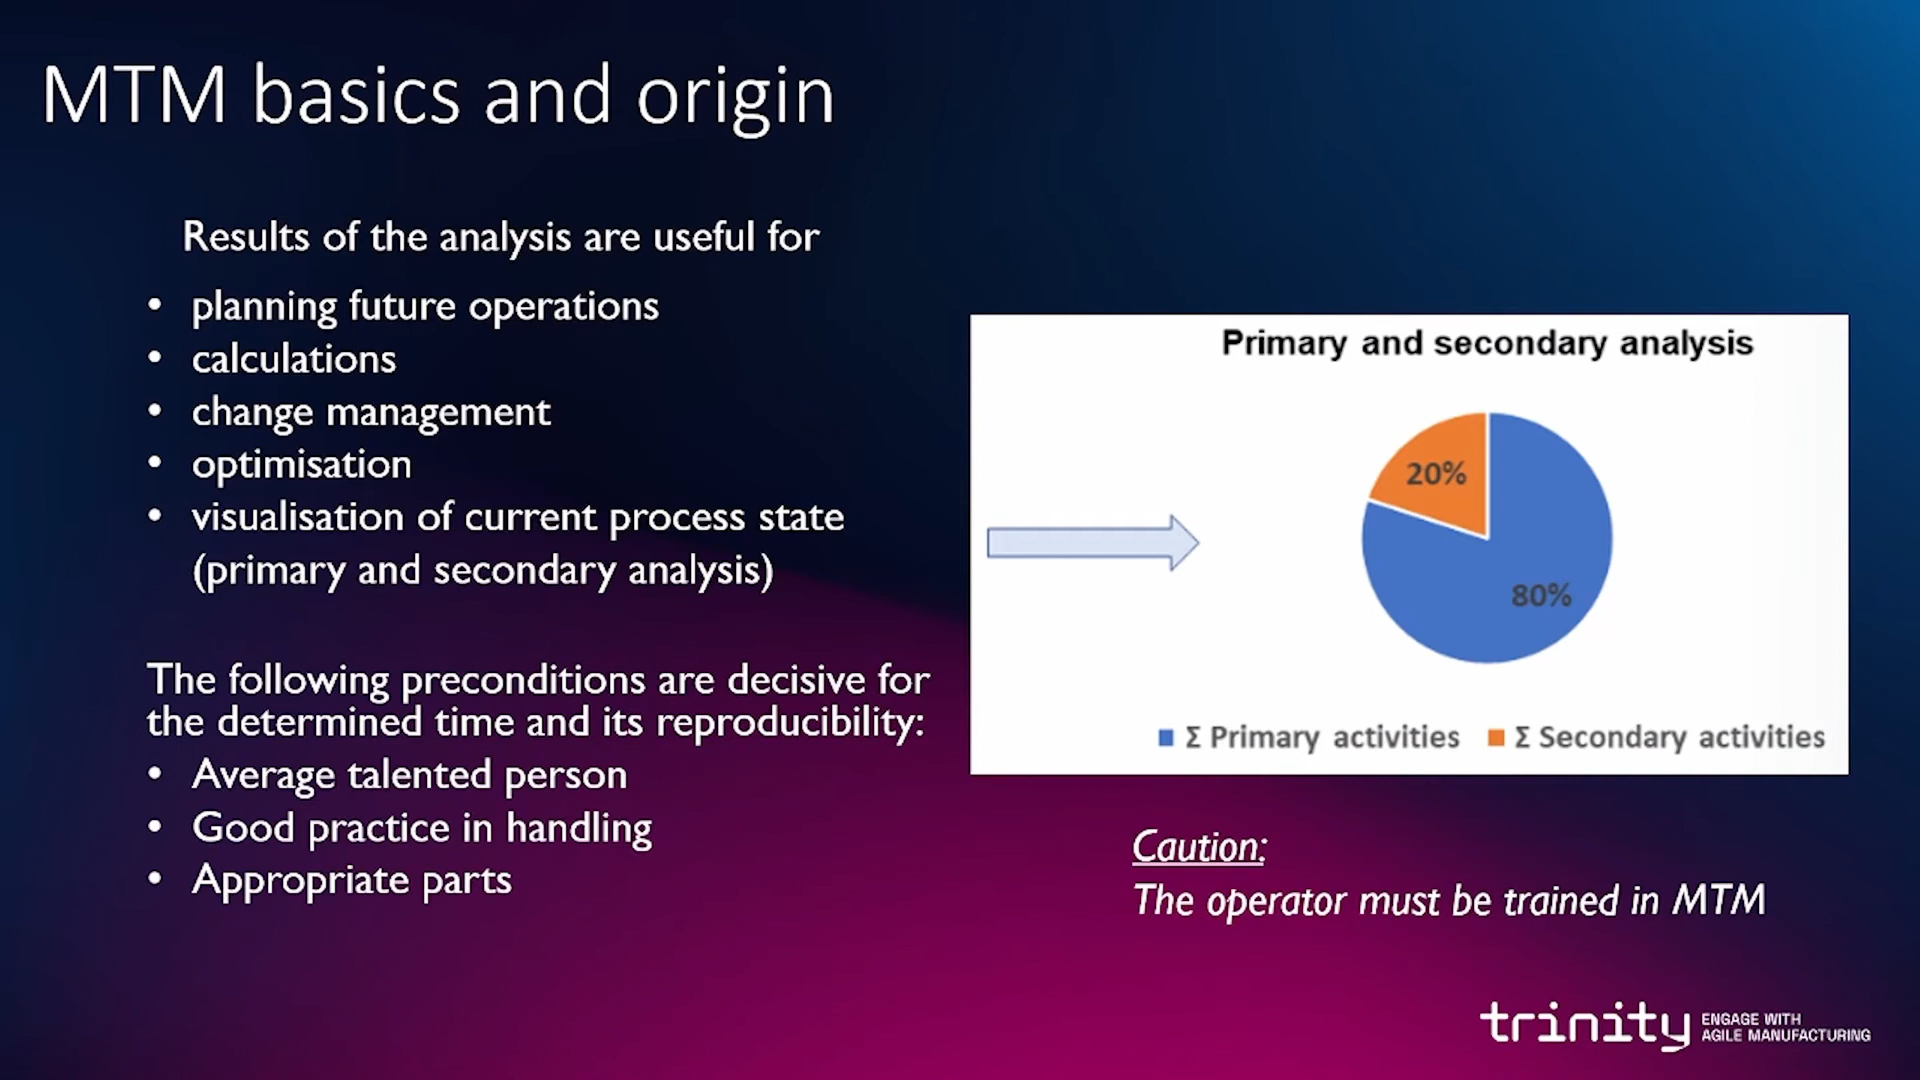 MTM basics and origin
Results of the analysis are useful for
• planning future operations
• calculations
• change management
• optimisation
• visualisation of current process state
(primary and secondary analysis)
The following preconditions are decisive for
the determined time and its reproducibility:
• Average talented person
• Good practice in handling
• Appropriate parts
Primary and secondary analysis
20%
80%
Σ Primary activities
Σ Secondary activities
Caution:
The operator must be trained in MTM
trinity
ENGAGE WITH
AGILE MANUFACTURING